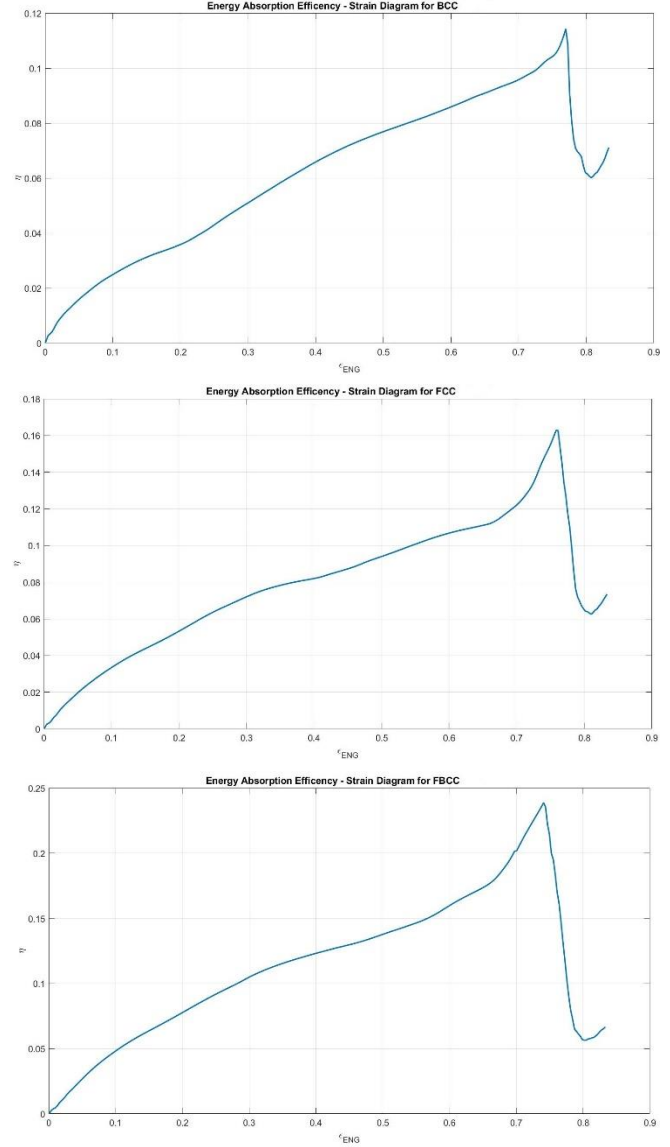 Energy Absorption Efficency - Strain Diagram for BCC
0.12
0.1
0.08
0.06
0.04
0.02
0
η
0 0.1 0.2 0.3 0.4 0.5 0.6 0.7 0.8 0.9
ϵENG
Energy Absorption Efficency - Strain Diagram for FCC
0.18
0.16
0.14
0.12
0.1
0.08
0.06
0.04
0.02
0
η
0 0.1 0.2 0.3 0.4 0.5 0.6 0.7 0.8 0.9
ϵENG
Energy Absorption Efficency - Strain Diagram for FBCC
0.25
0.2
0.15
0.1
0.05
0
η
0 0.1 0.2 0.3 0.4 0.5 0.6 0.7 0.8 0.9
ϵENG